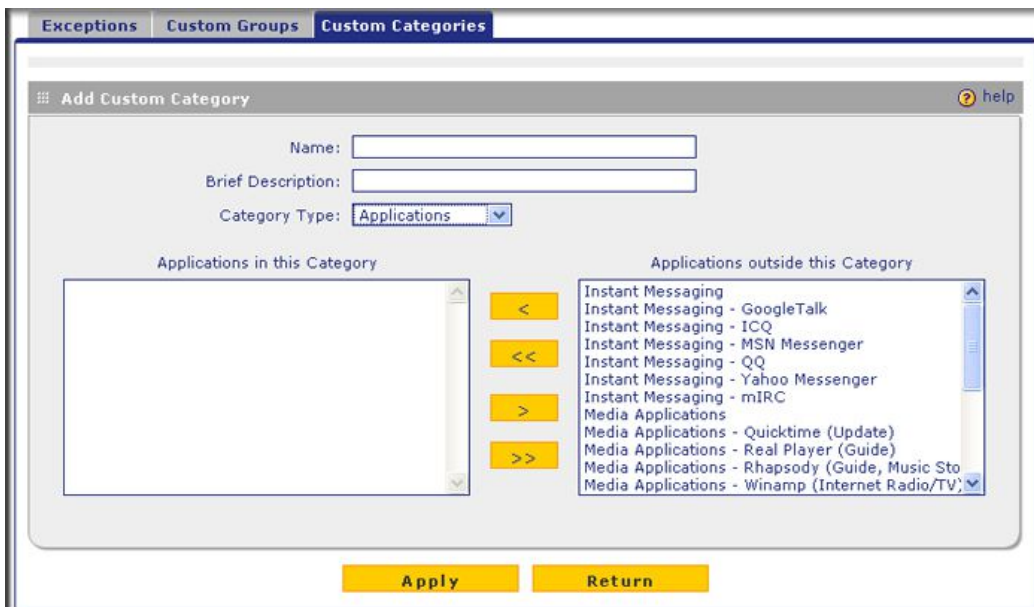 Exceptions Custom Groups Custom Categories
Add Custom Category
help
Name:
Brief Description:
Category Type: Applications
Applications in this Category
Applications outside this Category
<
<<
>
>>
Instant Messaging
Instant Messaging - GoogleTalk
Instant Messaging - ICQ
Instant Messaging - MSN Messenger
Instant Messaging - QQ
Instant Messaging - Yahoo Messenger
Instant Messaging - mIRC
Media Applications
Media Applications - Quicktime (Update)
Media Applications - Real Player (Guide)
Media Applications - Rhapsody (Guide, Music Sto
Media Applications - Winamp (Internet Radio/TV)
Apply Return